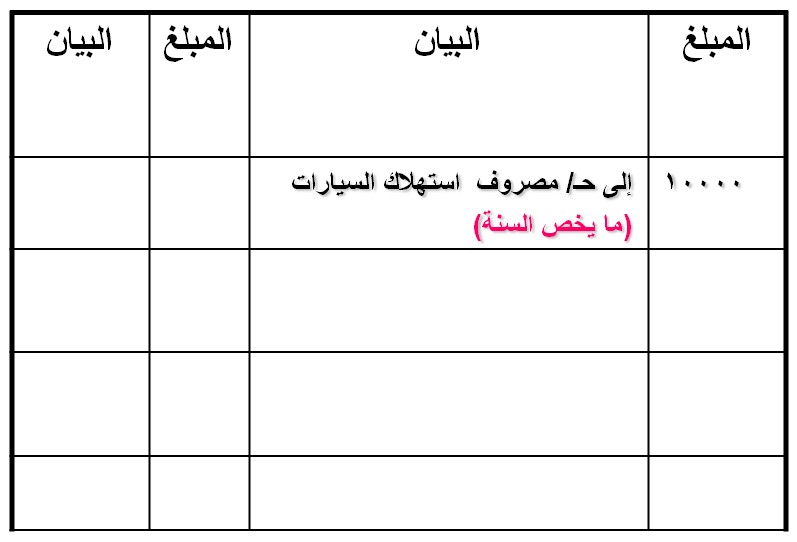 المبلغ البيان المبلغ البيان
١٠٠٠٠ إلى حـ/ مصروف استهلاك السيارات
(ما يخص السنة)